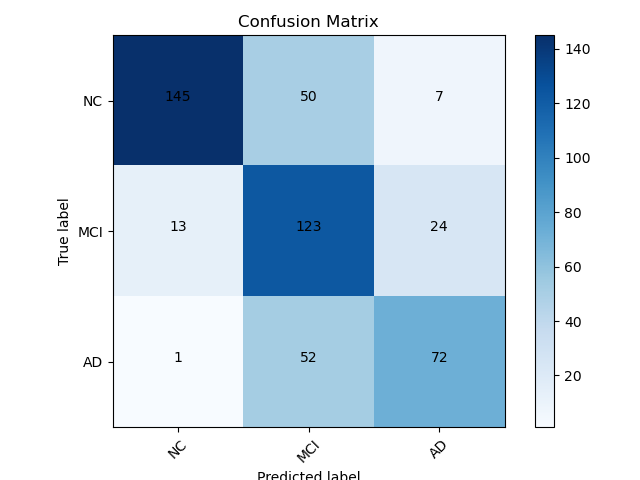 Confusion Matrix
NC 145 50 7
MCI 13 123 24
AD 1 52 72
NC MCI AD
True label
Predicted label
140
120
100
80
60
40
20